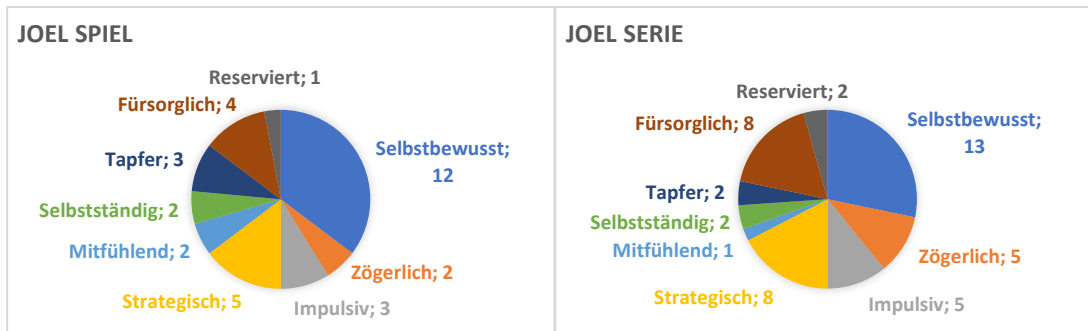 JOEL SPIEL
Reserviert; 1
Fürsorglich; 4
Selbstbewusst;
12
Tapfer; 3
Selbstständig; 2
Mitfühlend; 2
Zögerlich; 2
Strategisch; 5
Impulsiv; 3
JOEL SERIE
Reserviert; 2
Fürsorglich; 8
Selbstbewusst;
13
Tapfer; 2
Selbstständig; 2
Mitfühlend; 1
Zögerlich; 5
Strategisch; 8
Impulsiv; 5